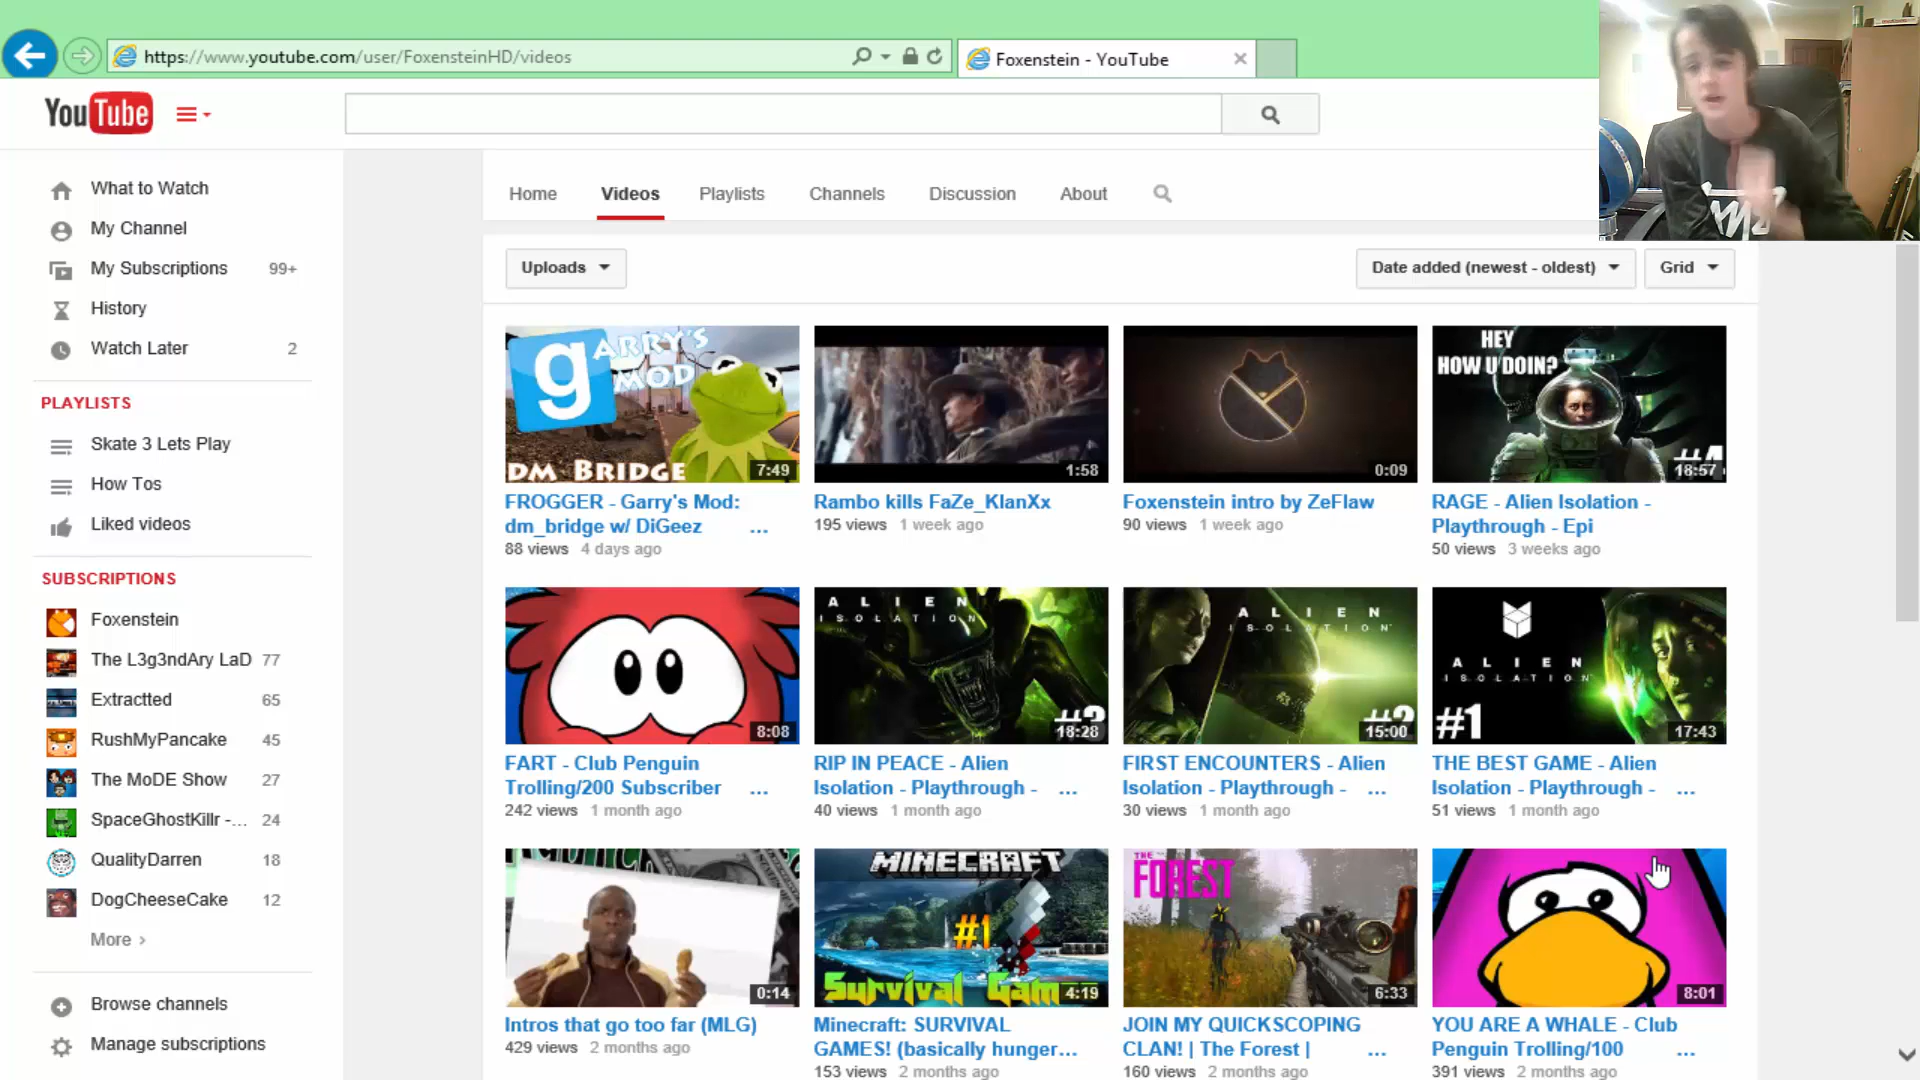 https://www.youtube.com/user/FoxensteinHD/videos
Foxenstein - YouTube
YouTube
What to Watch
My Channel
My Subscriptions 99+
History
Watch Later 2
PLAYLISTS
Skate 3 Lets Play
How Tos
Liked videos
SUBSCRIPTIONS
Foxenstein
The L3g3ndAry LaD 77
Extractted 65
RushMyPancake 45
The MoDE Show 27
SpaceGhostKillr -... 24
QualityDarren 18
DogCheeseCake 12
More ›
Browse channels
Manage subscriptions
Home Videos Playlists Channels Discussion About
Uploads Date added (newest - oldest) Grid
g ARRY'S
MOD
DM BRIDGE 7:49
FROGGER - Garry's Mod:
dm_bridge w/ DiGeez ...
88 views 4 days ago
1:58
Rambo kills FaZe_KlanXx
195 views 1 week ago
0:09
Foxenstein intro by ZeFlaw
90 views 1 week ago
HEY
HOW U DOIN?
18:57
RAGE - Alien Isolation -
Playthrough - Epi
50 views 3 weeks ago
8:08
FART - Club Penguin
Trolling/200 Subscriber ...
242 views 1 month ago
ALIEN
ISOLATION
18:28
RIP IN PEACE - Alien
Isolation - Playthrough - ...
40 views 1 month ago
ALIEN
ISOLATION
15:00
FIRST ENCOUNTERS - Alien
Isolation - Playthrough - ...
30 views 1 month ago
ALIEN
ISOLATION
#1 17:43
THE BEST GAME - Alien
Isolation - Playthrough - ...
51 views 1 month ago
0:14
Intros that go too far (MLG)
429 views 2 months ago
MINECRAFT
#1
Survival Gam 4:19
Minecraft: SURVIVAL
GAMES! (basically hunger...
153 views 2 months ago
THE
FOREST
6:33
JOIN MY QUICKSCOPING
CLAN! | The Forest | ...
160 views 2 months ago
8:01
YOU ARE A WHALE - Club
Penguin Trolling/100 ...
391 views 2 months ago